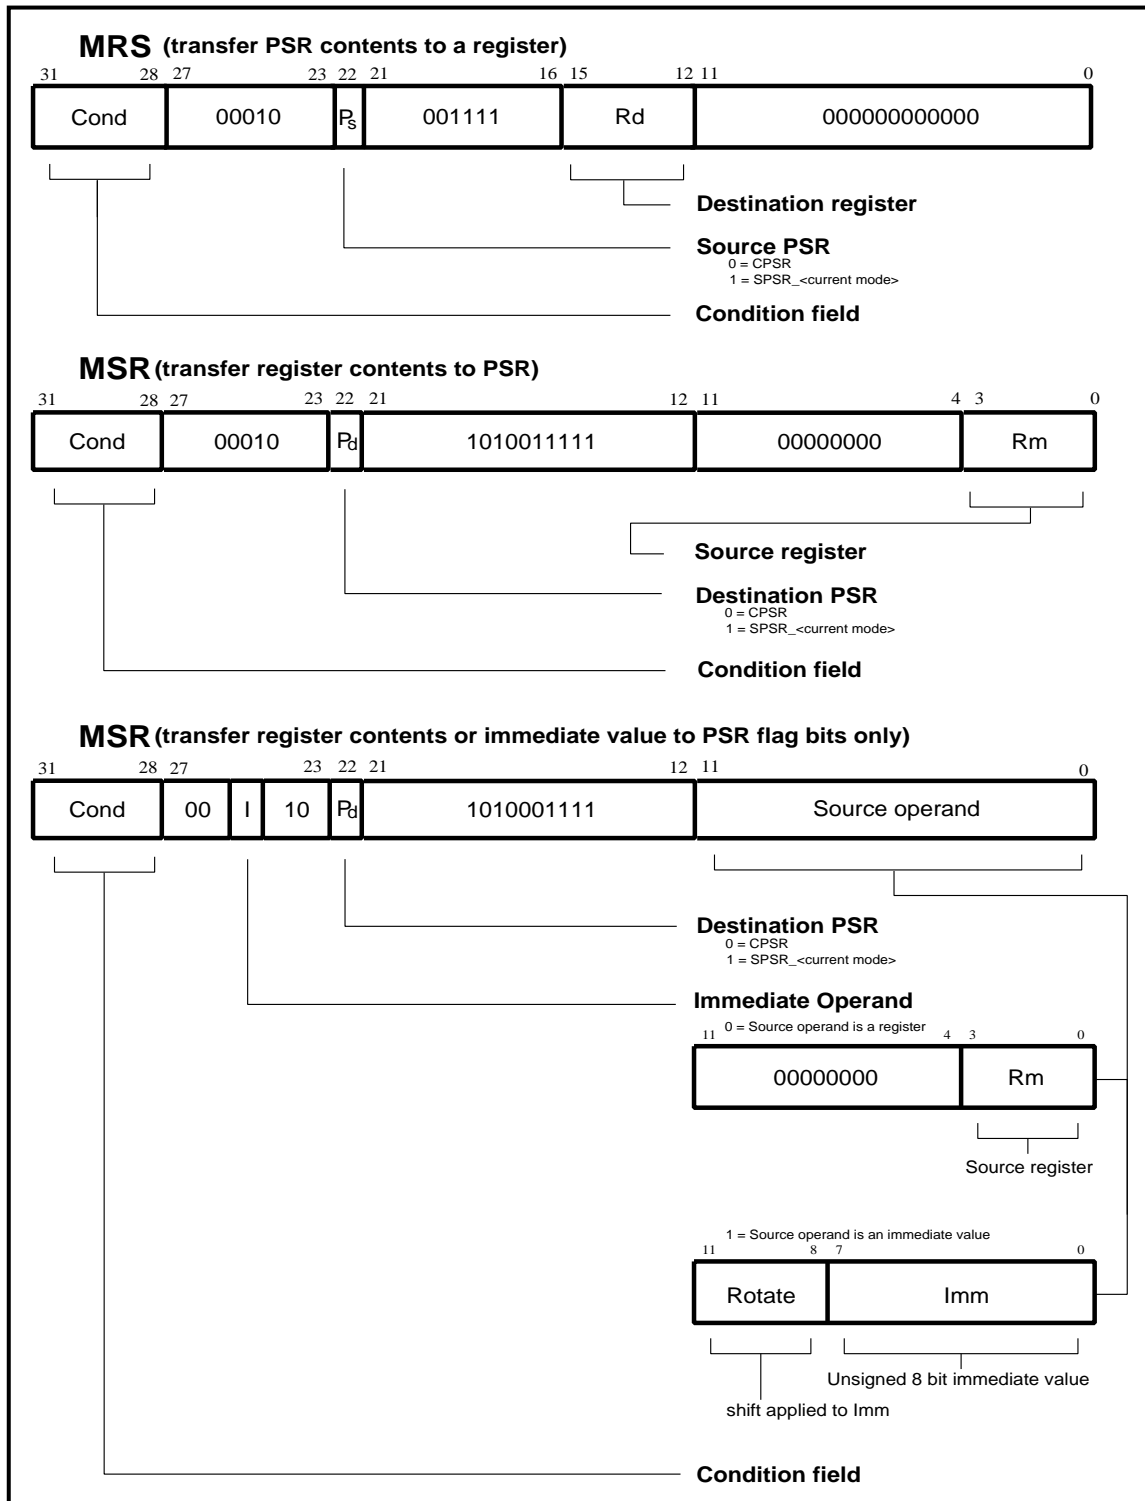 MRS (transfer PSR contents to a register)
31 28 27 23 22 21 16 15 12 11 0
Cond 00010 Ps 001111 Rd 000000000000
Destination register
Source PSR
0 = CPSR
1 = SPSR_<current mode>
Condition field
MSR (transfer register contents to PSR)
31 28 27 23 22 21 12 11 4 3 0
Cond 00010 Pd 1010011111 00000000 Rm
Source register
Destination PSR
0 = CPSR
1 = SPSR_<current mode>
Condition field
MSR (transfer register contents or immediate value to PSR flag bits only)
31 28 27 23 22 21 12 11 0
Cond 00 I 10 Pd 1010001111 Source operand
Destination PSR
0 = CPSR
1 = SPSR_<current mode>
Immediate Operand
0 = Source operand is a register
11 4 3 0
00000000 Rm
Source register
1 = Source operand is an immediate value
11 8 7 0
Rotate Imm
Unsigned 8 bit immediate value
shift applied to Imm
Condition field